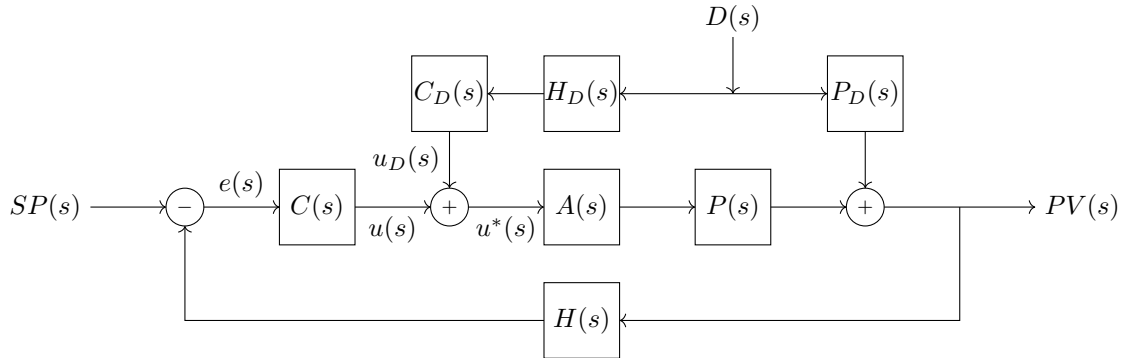 D(s)
C_D(s)
H_D(s)
P_D(s)
u_D(s)
SP(s)
−
e(s)
C(s)
u(s)
+
u*(s)
A(s)
P(s)
+
PV(s)
H(s)